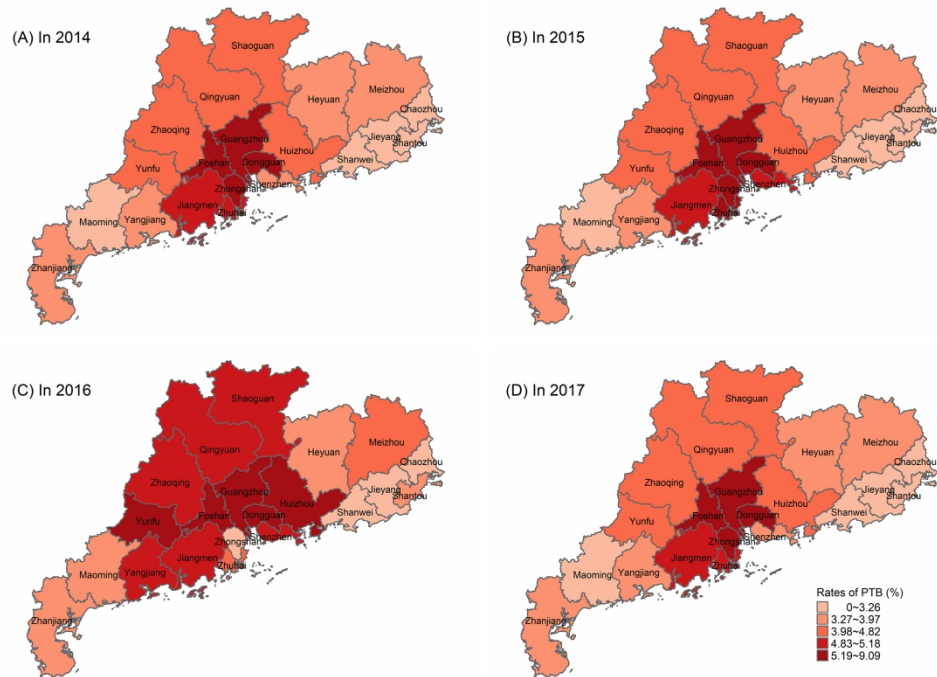 (A) In 2014
Shaoguan
Meizhou
Qingyuan
Heyuan
Chaozhou
Zhaoqing
Guangzhou
Jieyang
Huizhou
Shantou
Foshan
Dongguan
Shanwei
Yunfu
Shenzhen
Zhongshan
Jiangmen
Zhuhai
Maoming
Yangjiang
Zhanjiang
(B) In 2015
Shaoguan
Meizhou
Qingyuan
Heyuan
Chaozhou
Zhaoqing
Guangzhou
Jieyang
Huizhou
Shantou
Foshan
Dongguan
Shanwei
Yunfu
Shenzhen
Zhongshan
Jiangmen
Zhuhai
Maoming
Yangjiang
Zhanjiang
(C) In 2016
Shaoguan
Meizhou
Qingyuan
Heyuan
Chaozhou
Zhaoqing
Guangzhou
Jieyang
Huizhou
Shantou
Foshan
Dongguan
Shanwei
Yunfu
Shenzhen
Zhongshan
Jiangmen
Zhuhai
Maoming
Yangjiang
Zhanjiang
(D) In 2017
Shaoguan
Meizhou
Qingyuan
Heyuan
Chaozhou
Zhaoqing
Guangzhou
Jieyang
Huizhou
Shantou
Foshan
Dongguan
Shanwei
Yunfu
Shenzhen
Zhongshan
Jiangmen
Zhuhai
Maoming
Yangjiang
Zhanjiang
Rates of PTB (%)
0~3.26
3.27~3.97
3.98~4.82
4.83~5.18
5.19~9.09